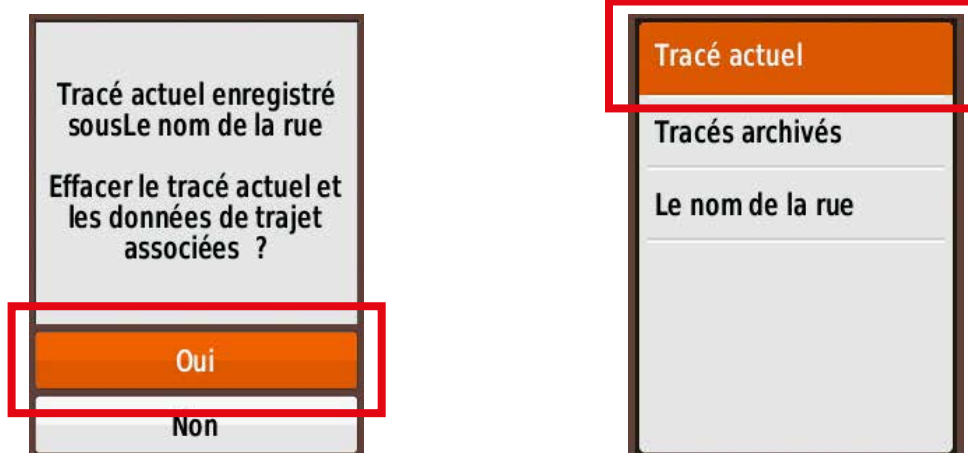 Tracé actuel enregistré
sousLe nom de la rue
Effacer le tracé actuel et
les données de trajet
associées ?
Oui
Non
Tracé actuel
Tracés archivés
Le nom de la rue